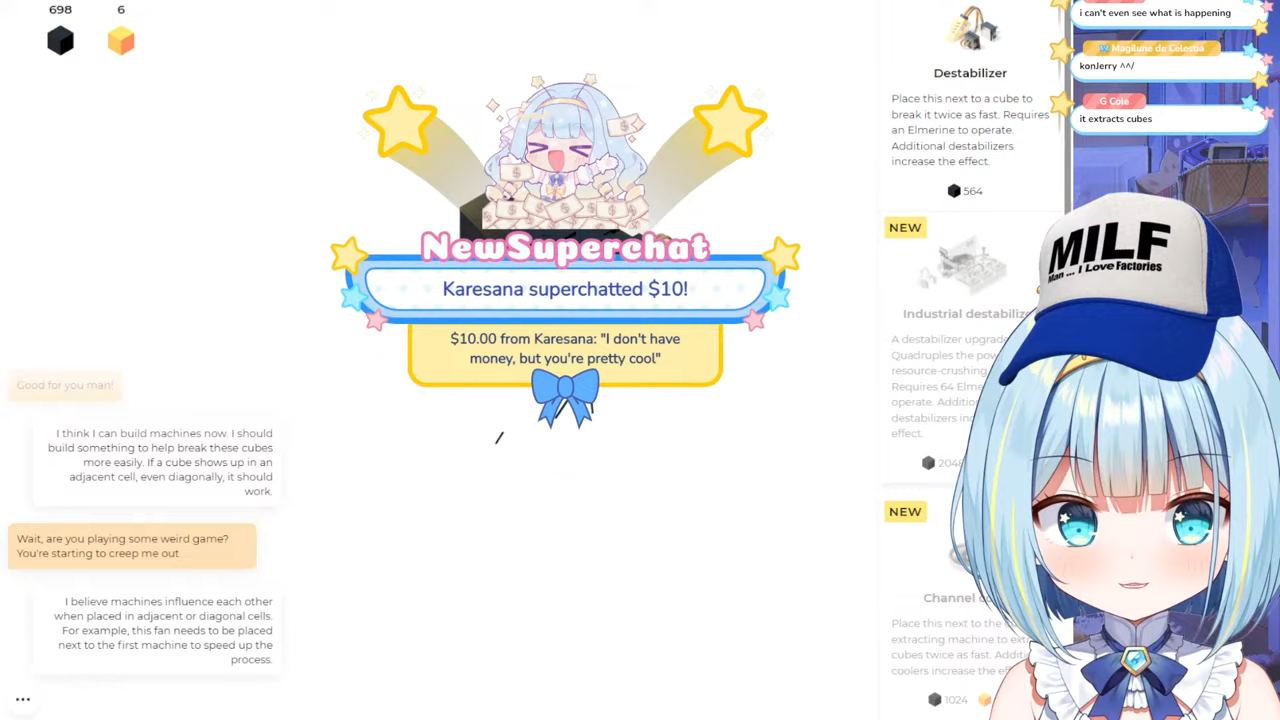 698
6
Good for you man!
I think I can build machines now. I should
build something to help break these cubes
more easily. If a cube shows up in an
adjacent cell, even diagonally, it should
work.
Wait, are you playing some weird game?
You're starting to creep me out
I believe machines influence each other
when placed in adjacent or diagonal cells.
For example, this fan needs to be placed
next to the first machine to speed up the
process.
...
NewSuperchat
Karesana superchatted $10!
$10.00 from Karesana: "I don't have
money, but you're pretty cool"
Destabilizer
Place this next to a cube to
break it twice as fast. Requires
an Elmerine to operate.
Additional destabilizers
increase the effect.
564
NEW
Industrial destabilize
A destabilizer upgrade
Quadruples the pow
resource-crushing
Requires 64 Elme
operate. Addition
destabilizers inc
effect.
2048
NEW
Channel co
Place this next to the
extracting machine to ext
cubes twice as fast. Additi
coolers increase the eff
1024
i can't even see what is happening
Magilune de Celestia
konJerry ^^/
G Cole
it extracts cubes
MILF
Man ... I Love Factories